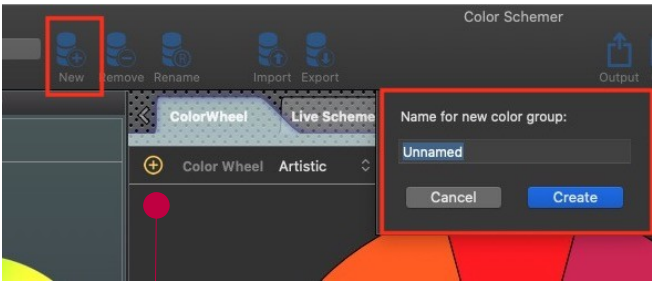 Color Schemer
New Remove Rename Import Export Output
ColorWheel Live Scheme
Color Wheel Artistic
Name for new color group:
Unnamed
Cancel Create